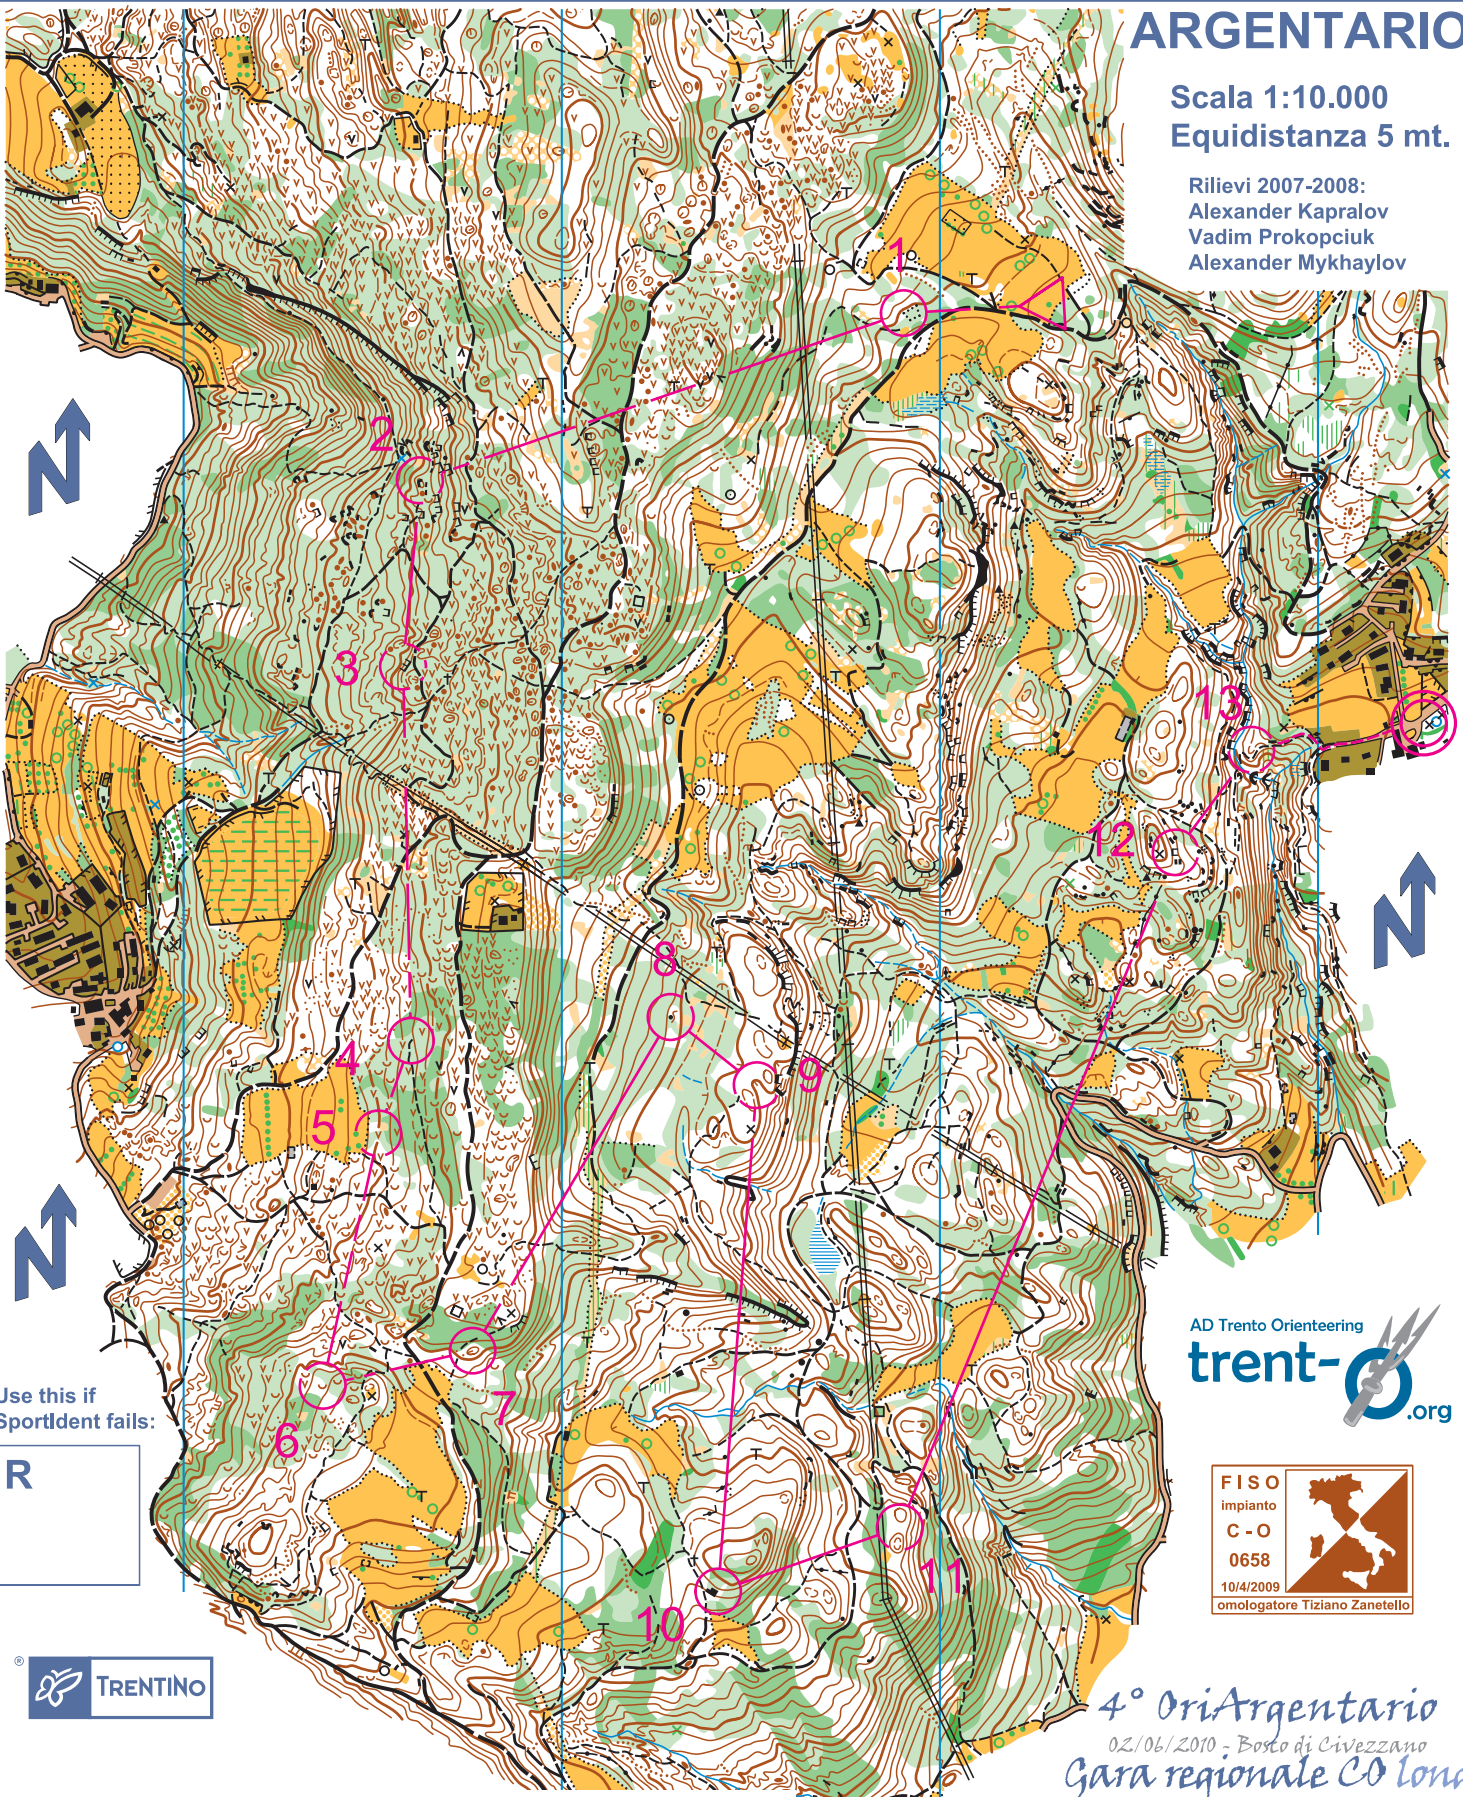 ARGENTARIO
Scala 1:10.000
Equidistanza 5 mt.
Rilievi 2007-2008:
Alexander Kapralov
Vadim Prokopciuk
Alexander Mykhaylov
1
2
N
3
13
12
N
8
4
9
5
N
AD Trento Orienteering
trent-O
.org
Use this if
SportIdent fails:
7
6
R
FISO
impianto
C-O
0658
10/4/2009
omologatore Tiziano Zanetello
11
10
® TRENTINO
4° OriArgentario
02/06/2010 - Bosco di Civezzano
Gara regionale CO long